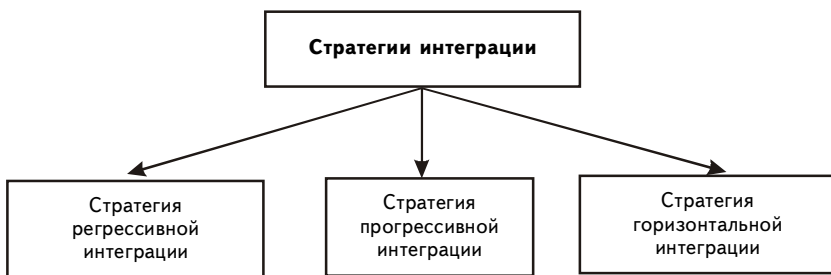 Стратегии интеграции
Стратегия
регрессивной
интеграции
Стратегия
прогрессивной
интеграции
Стратегия
горизонтальной
интеграции